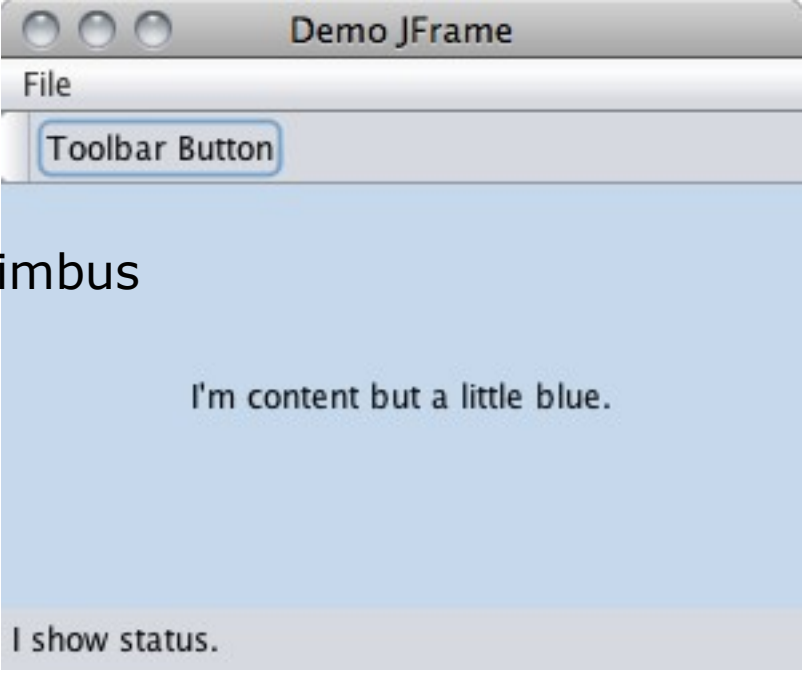 Demo JFrame
File
Toolbar Button
imbus
I'm content but a little blue.
I show status.